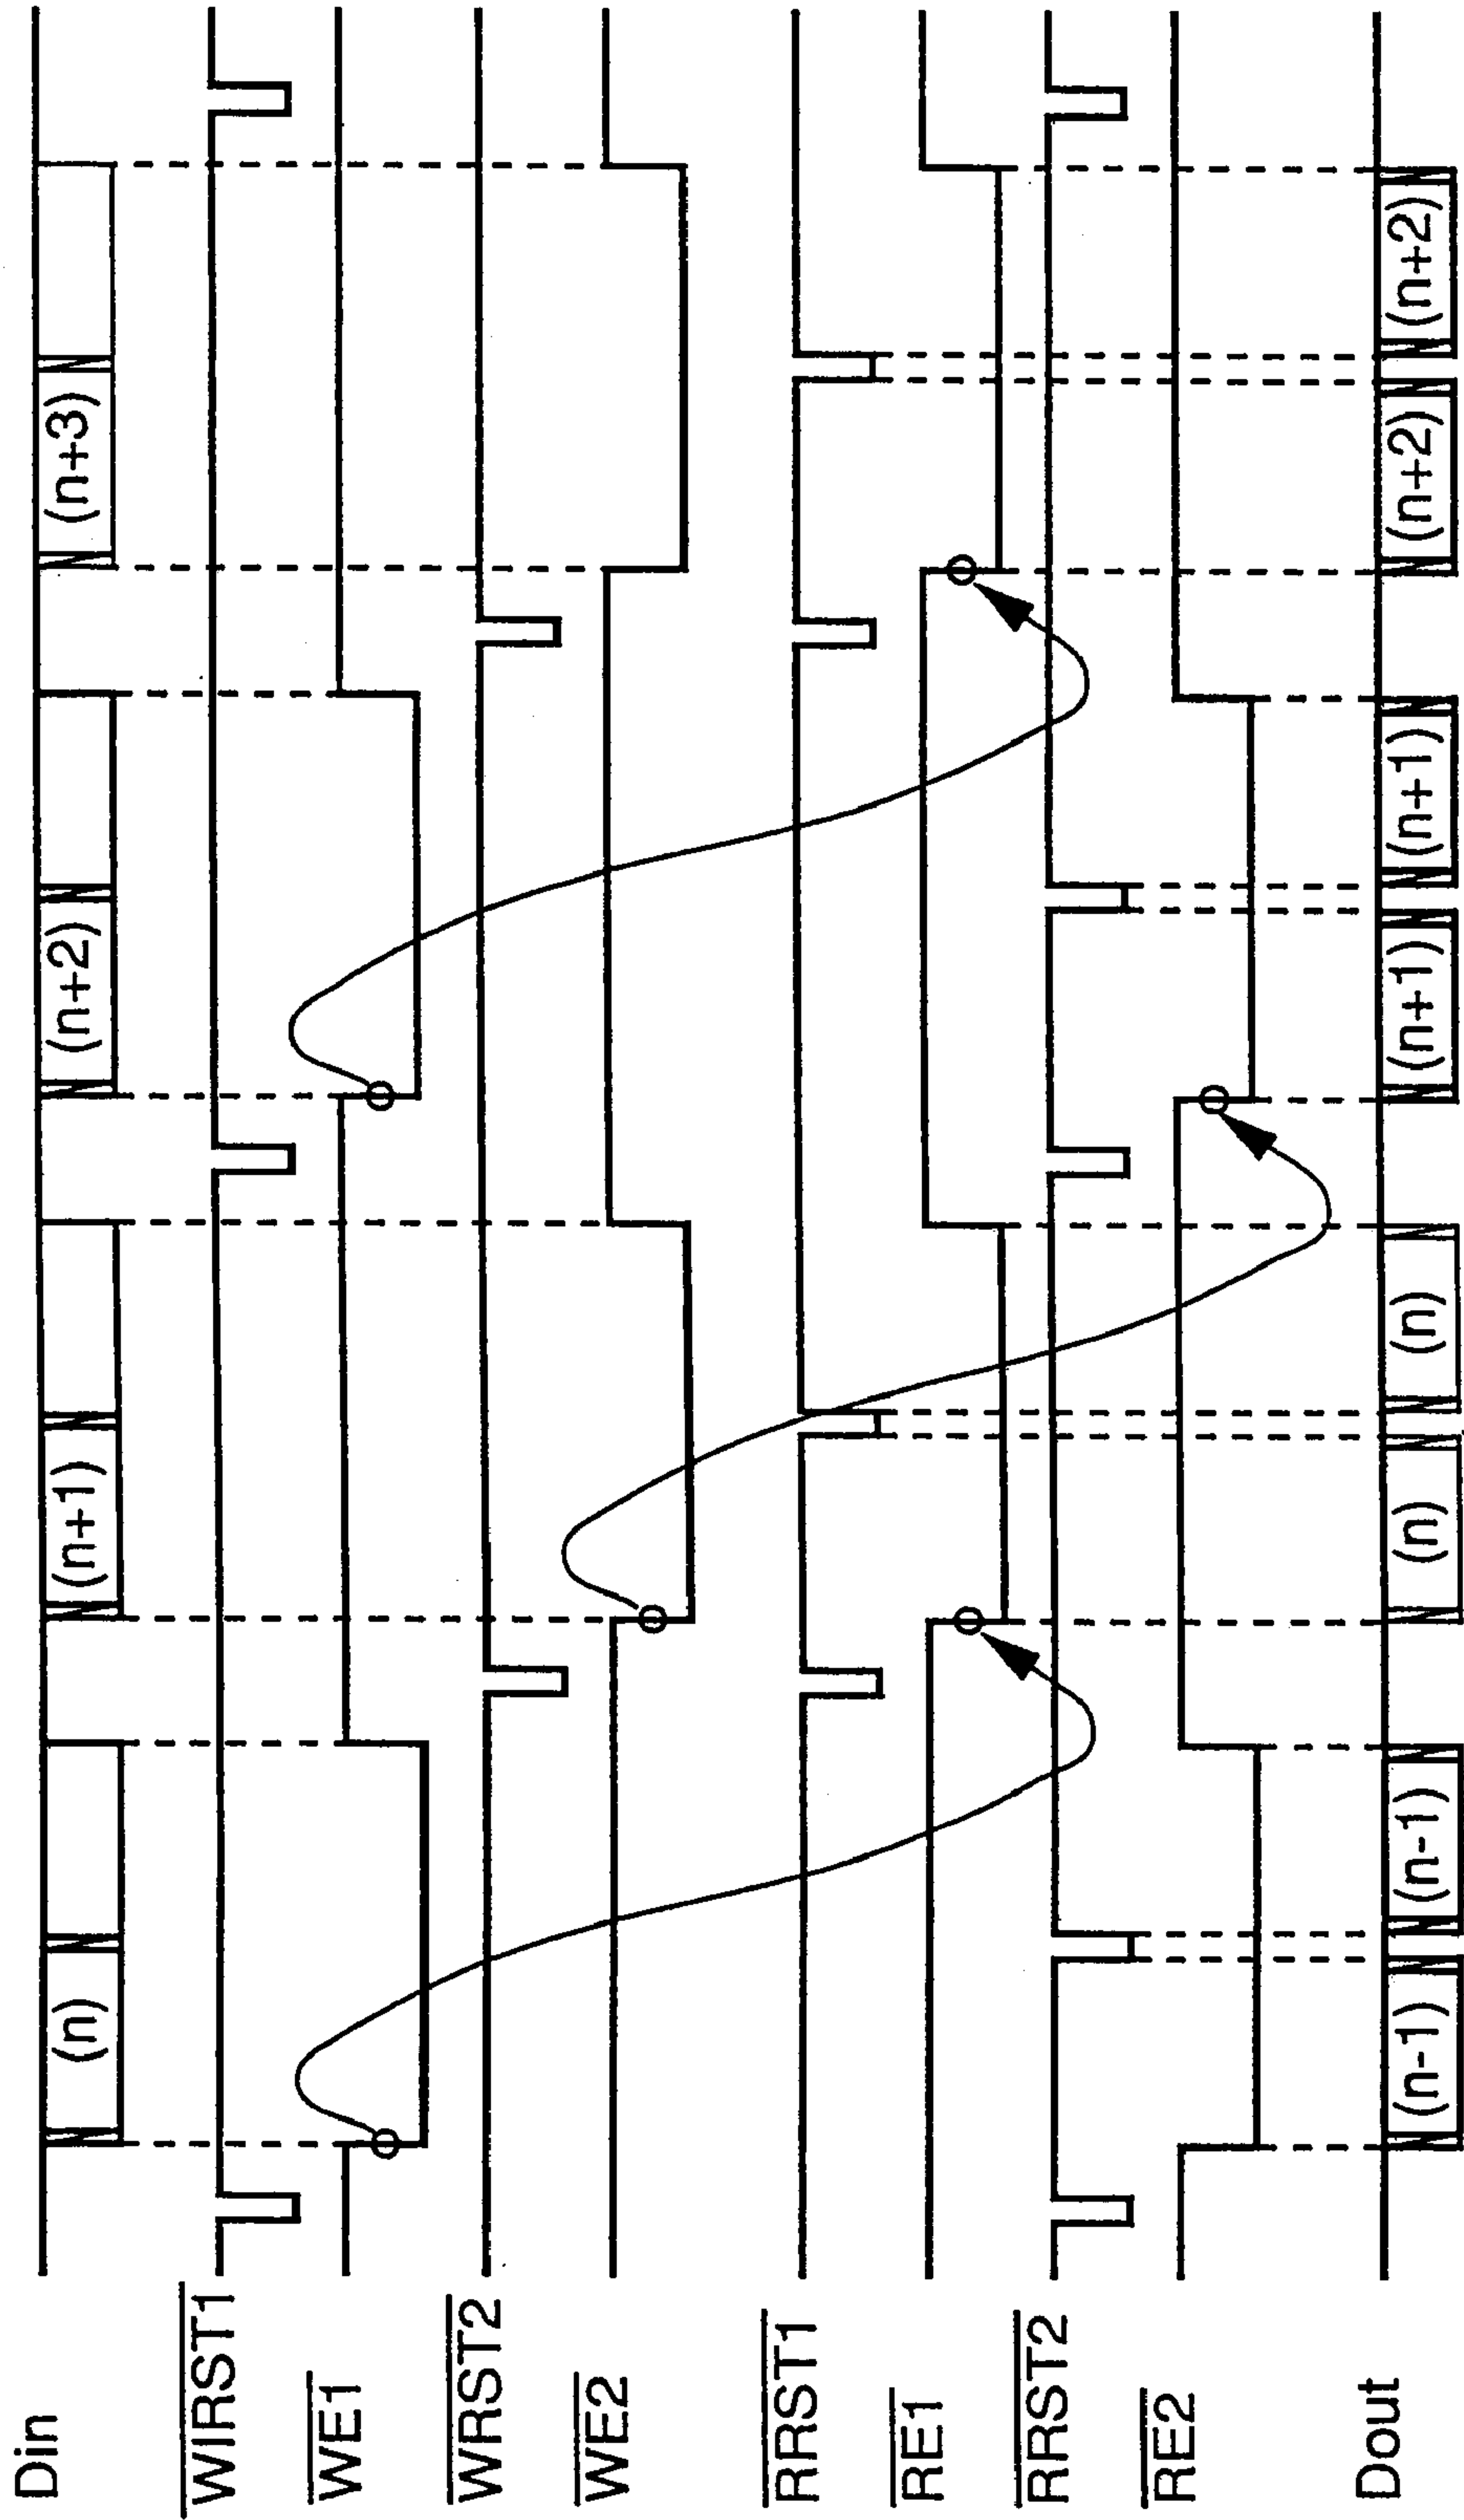 Din (n) (n+1) (n+2) (n+3)
WIRST1
WE1
WRST2
WE2
RRST1
RE1
RRST2
RE2
Dout (n-1) (n-1) (n) (n) (n+1) (n+1) (n+2) (n+2)